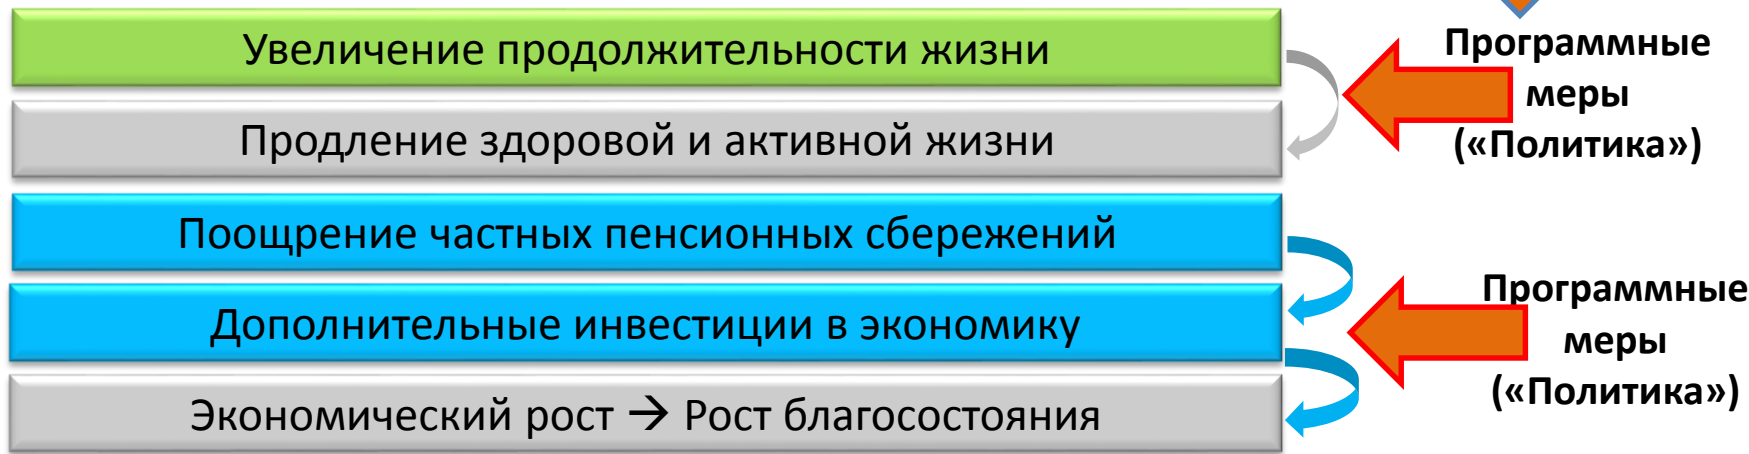 Увеличение продолжительности жизни
Продление здоровой и активной жизни
Поощрение частных пенсионных сбережений
Дополнительные инвестиции в экономику
Экономический рост → Рост благосостояния
Программные
меры
(«Политика»)
Программные
меры
(«Политика»)